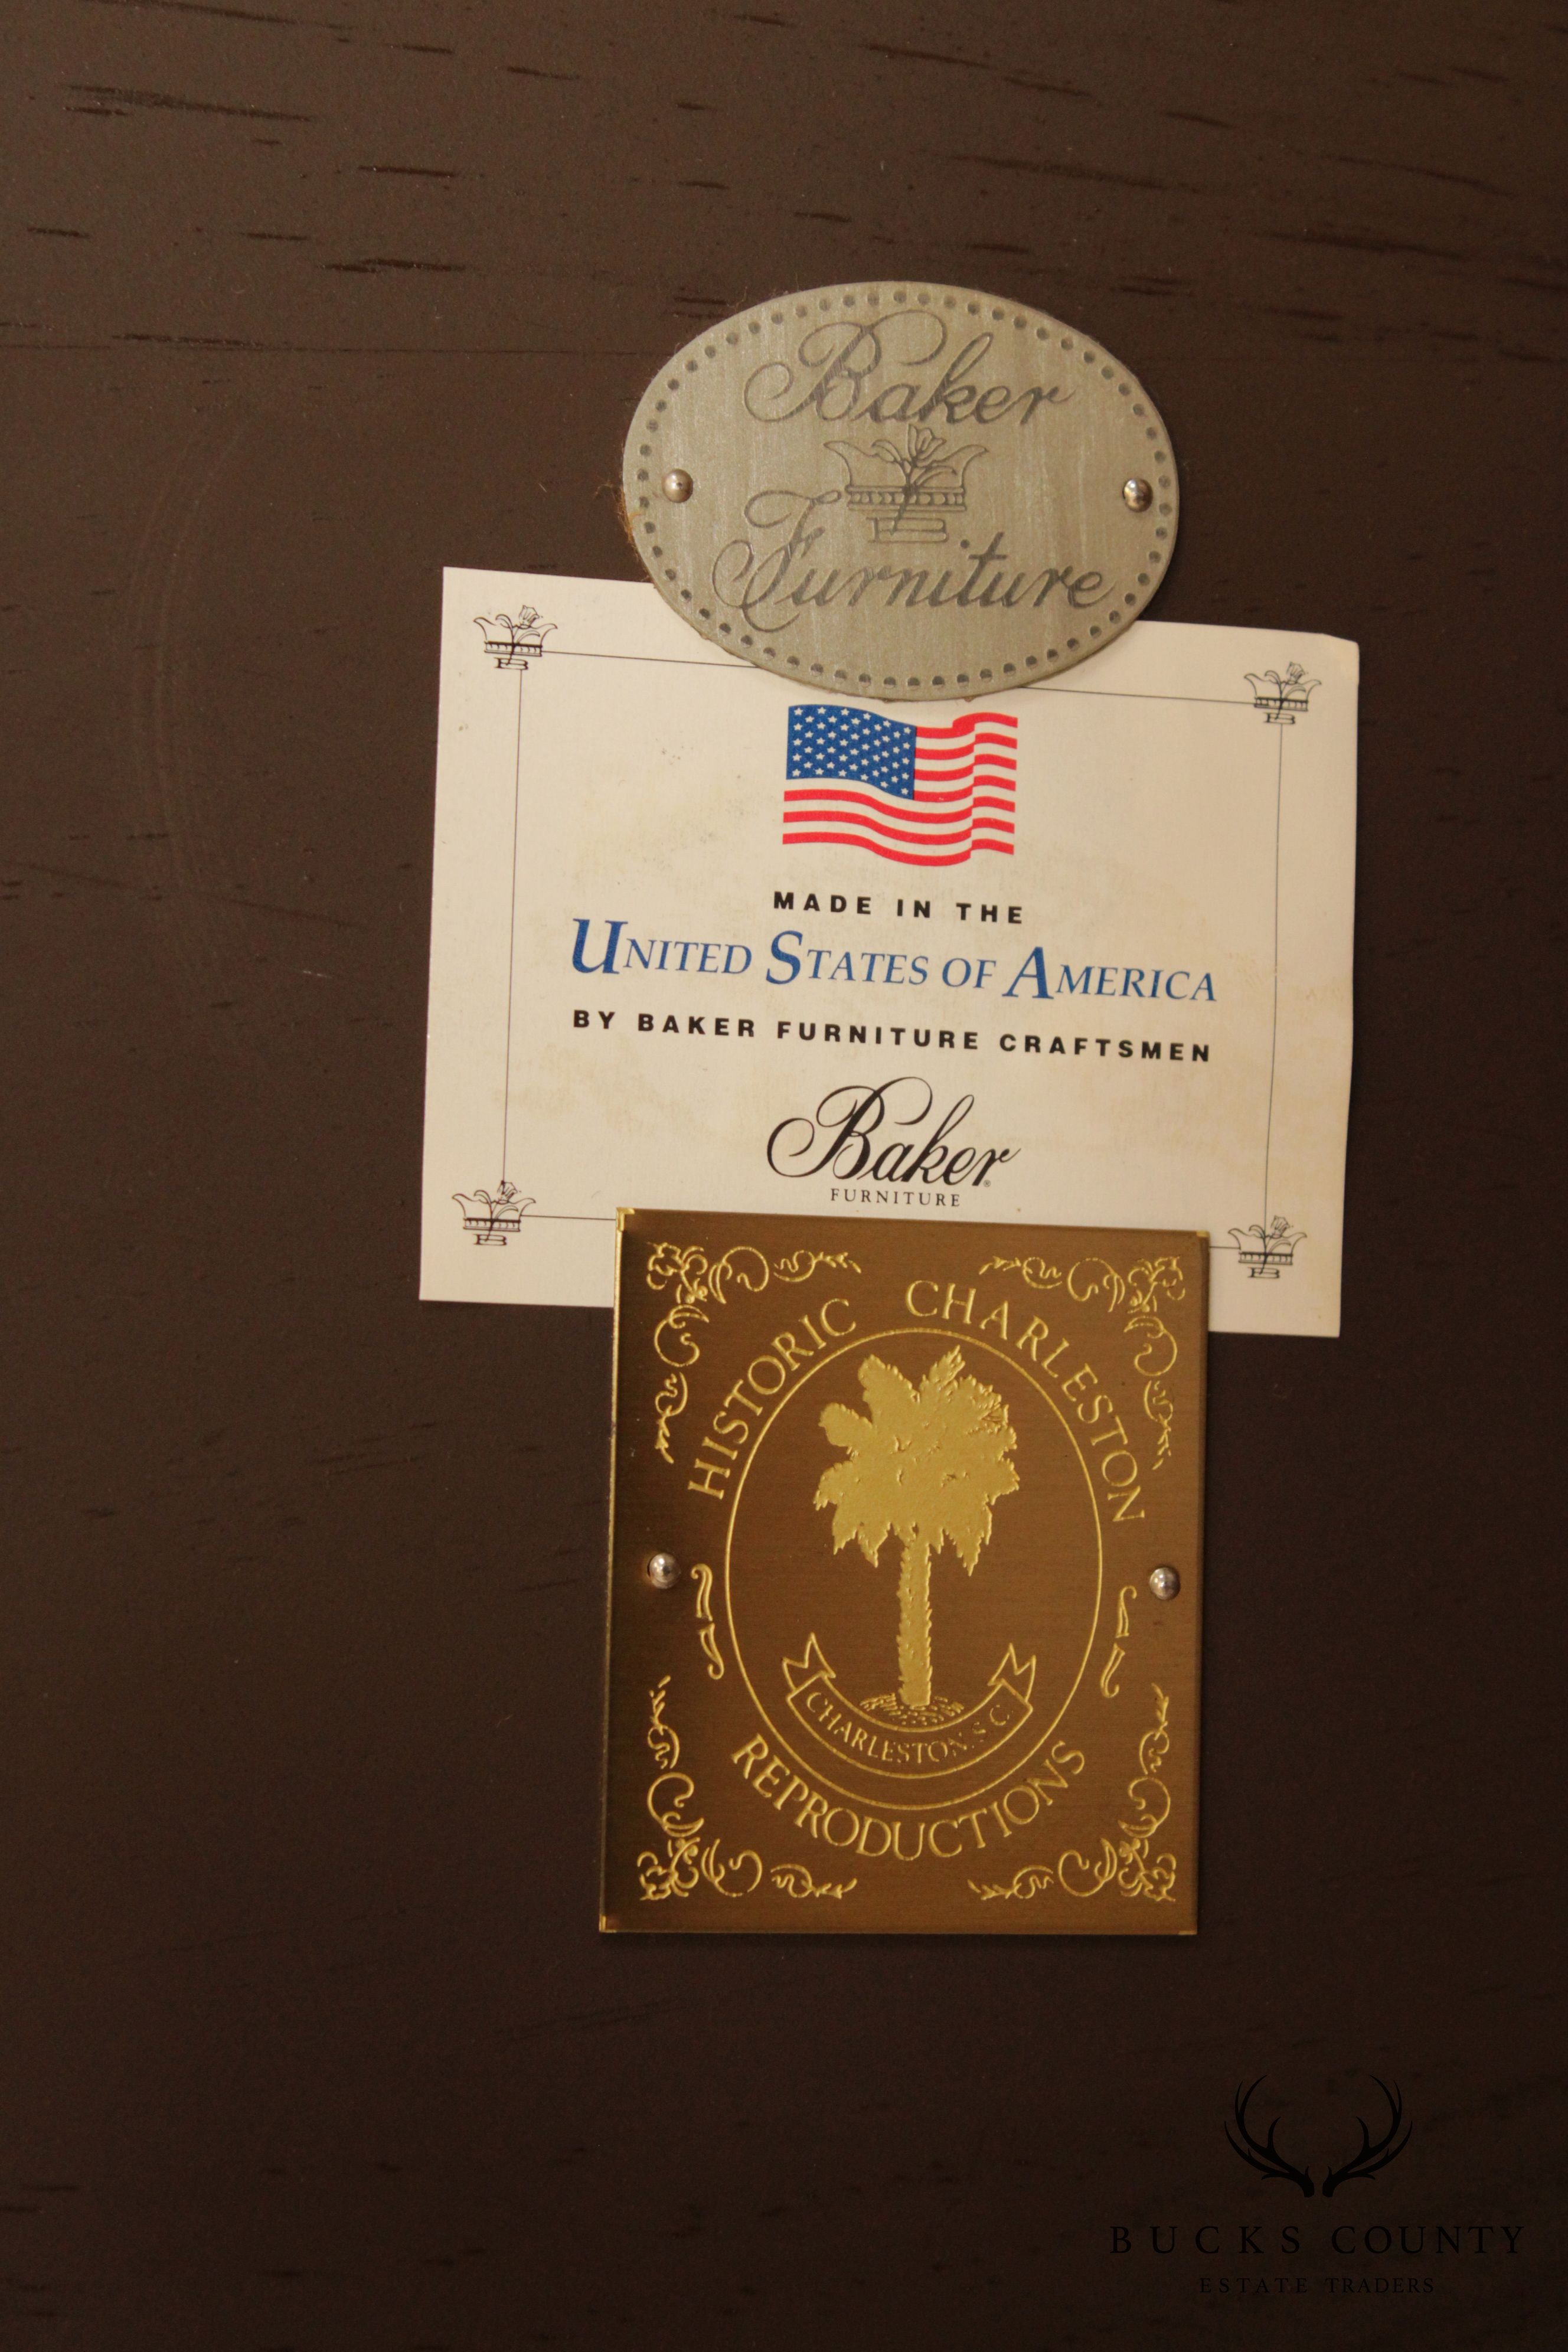 Baker
Furniture
MADE IN THE
UNITED STATES OF AMERICA
BY BAKER FURNITURE CRAFTSMEN
Baker
FURNITURE
HISTORIC CHARLESTON
CHARLESTON, S.C.
REPRODUCTIONS
BUCKS COUNTY
ESTATE TRADERS